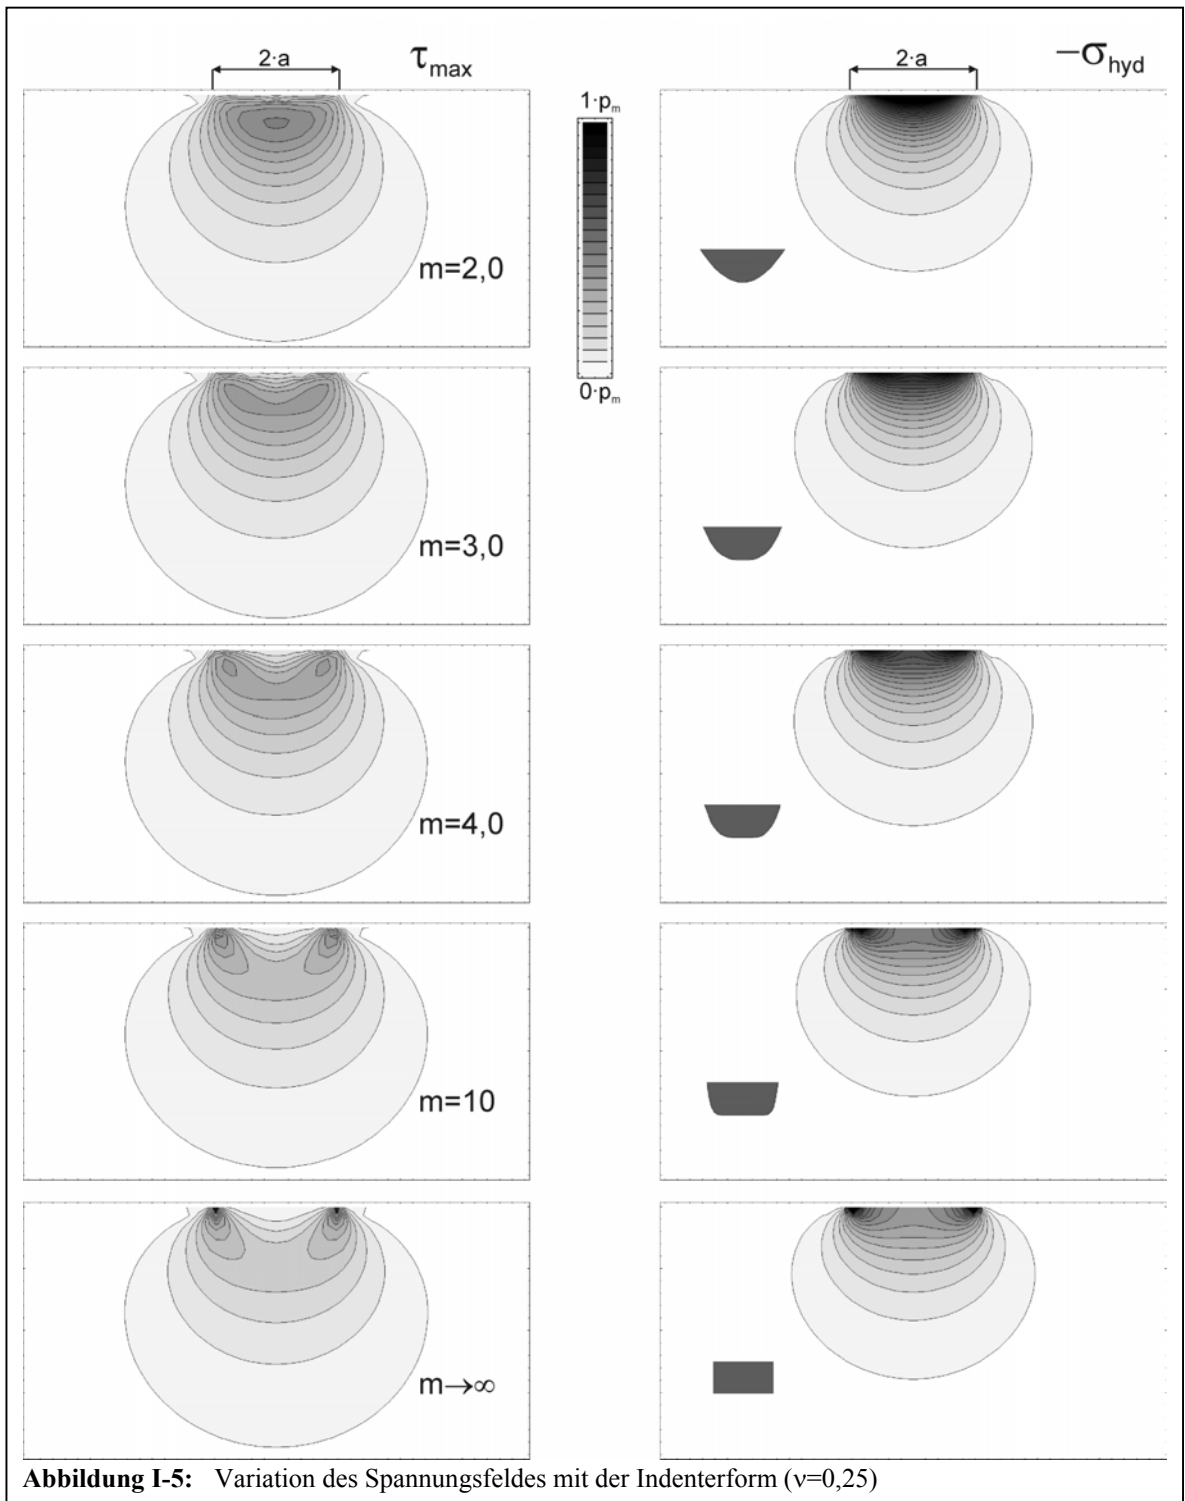 2·a
τmax
2·a
−σhyd
1·pm
0·pm
m=2,0
m=3,0
m=4,0
m=10
m→∞
Abbildung I-5: Variation des Spannungsfeldes mit der Indenterform (ν=0,25)